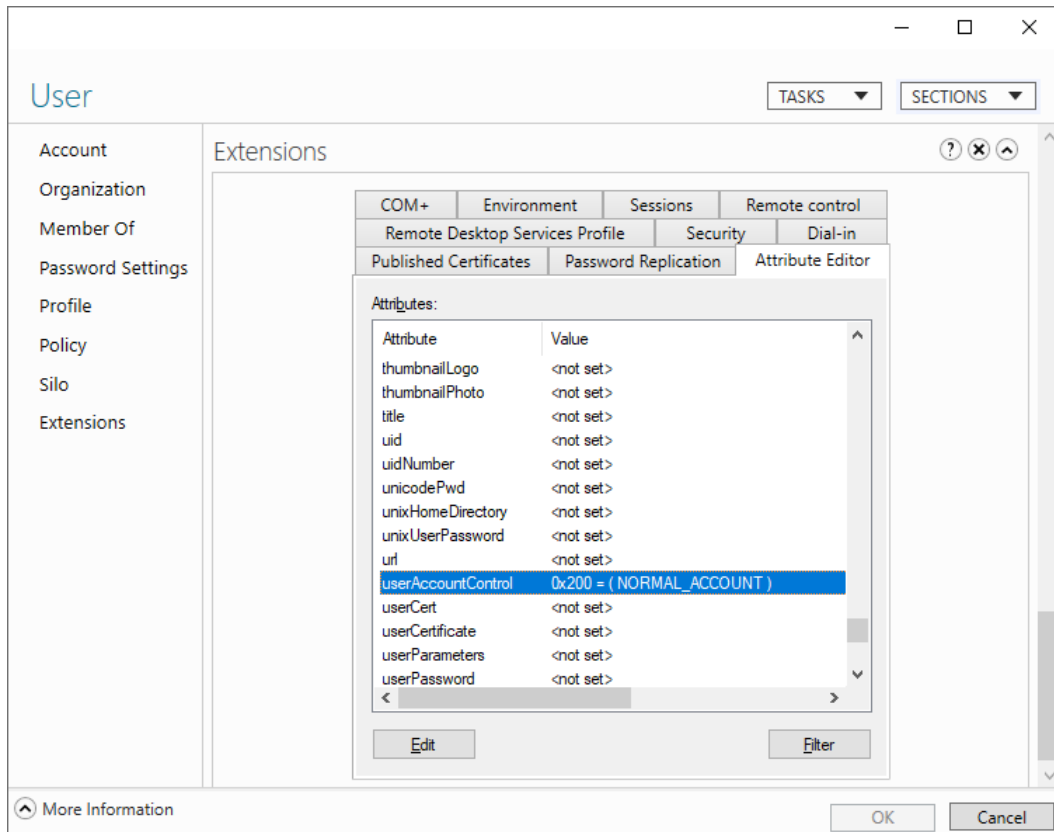 User
TASKS
SECTIONS
Account
Organization
Member Of
Password Settings
Profile
Policy
Silo
Extensions
Extensions
COM+ Environment Sessions Remote control
Remote Desktop Services Profile Security Dial-in
Published Certificates Password Replication Attribute Editor
Attributes:
Attribute Value
thumbnailLogo <not set>
thumbnailPhoto <not set>
title <not set>
uid <not set>
uidNumber <not set>
unicodePwd <not set>
unixHomeDirectory <not set>
unixUserPassword <not set>
url <not set>
userAccountControl 0x200 = ( NORMAL_ACCOUNT )
userCert <not set>
userCertificate <not set>
userParameters <not set>
userPassword <not set>
Edit Filter
More Information
OK Cancel